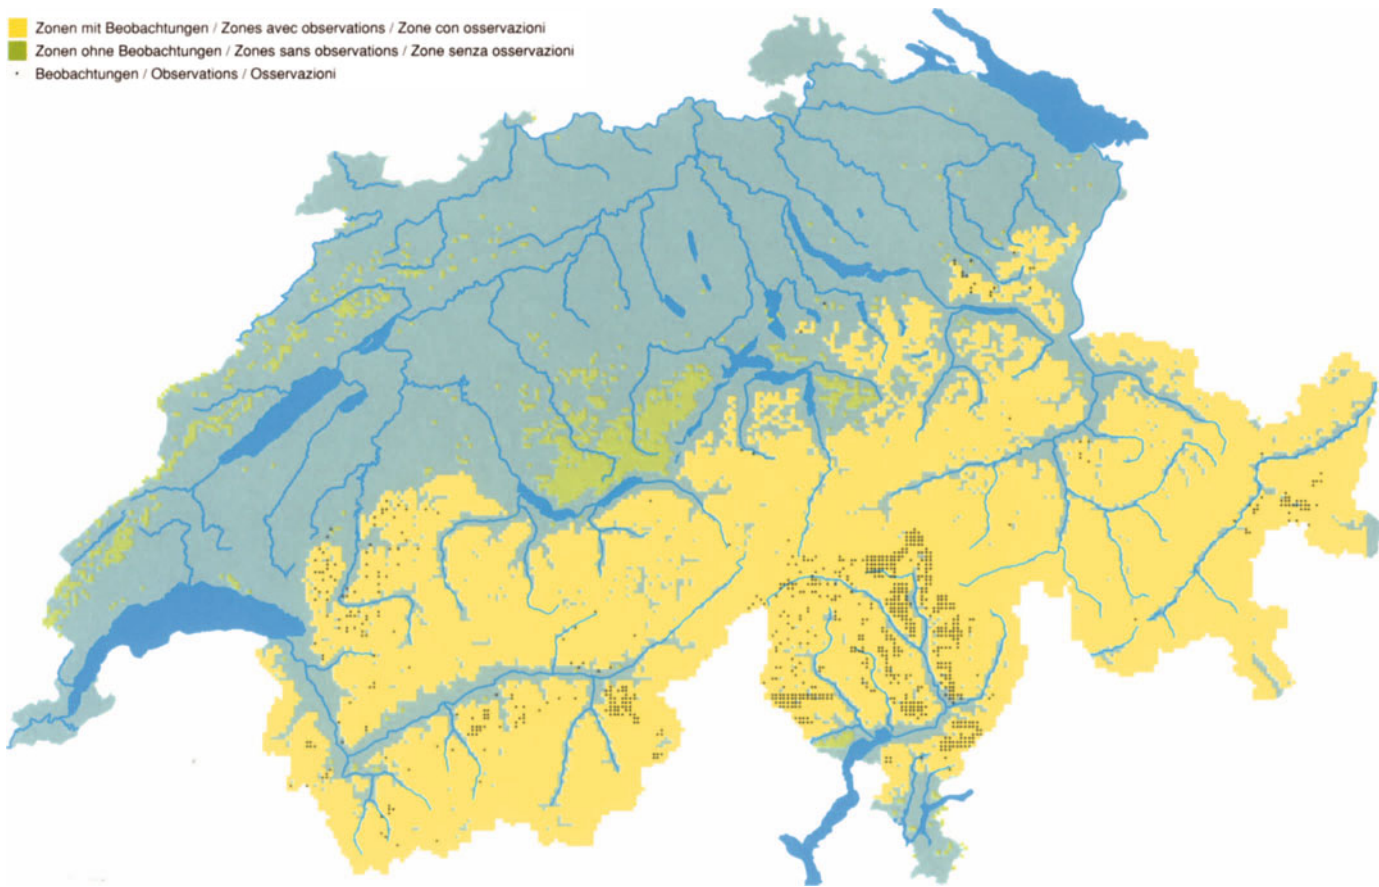 Zonen mit Beobachtungen / Zones avec observations / Zone con osservazioni
Zonen ohne Beobachtungen / Zones sans observations / Zone senza osservazioni
Beobachtungen / Observations / Osservazioni